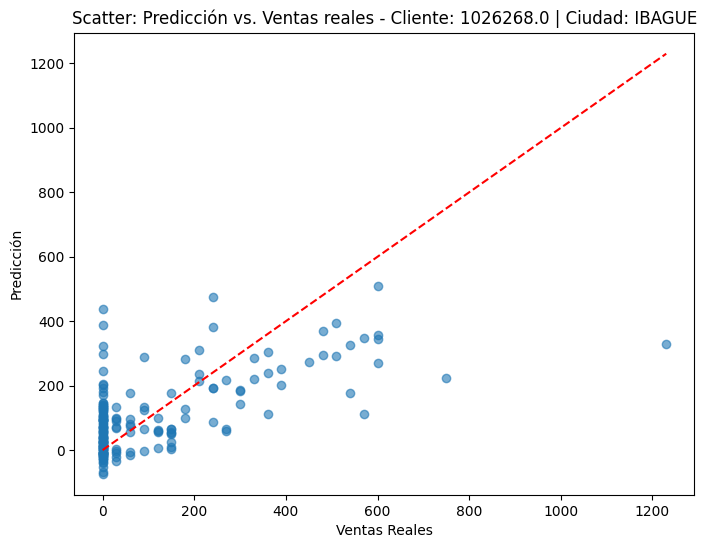 Scatter: Predicción vs. Ventas reales - Cliente: 1026268.0 | Ciudad: IBAGUE
1200
1000
800
600
400
200
0
Predicción
0 200 400 600 800 1000 1200
Ventas Reales